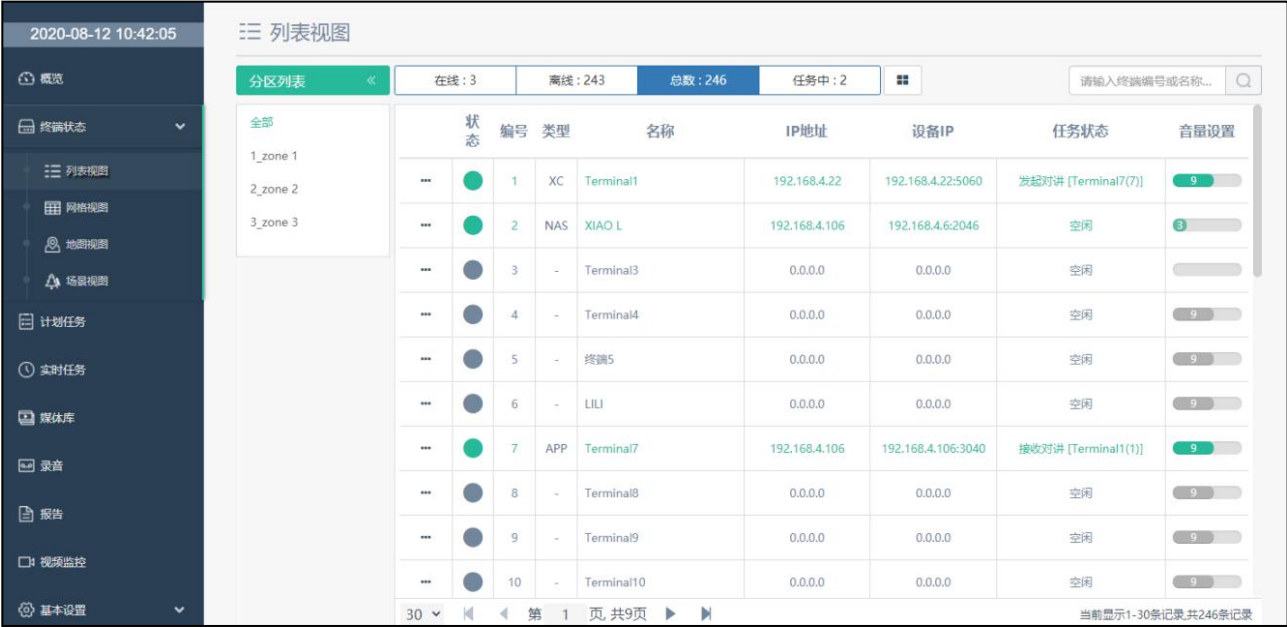 2020-08-12 10:42:05
概览
终端状态
列表视图
网格视图
地图视图
场景视图
计划任务
实时任务
媒体库
录音
报告
视频监控
基本设置
列表视图
分区列表 «
全部
1_zone 1
2_zone 2
3_zone 3
在线 : 3 离线 : 243 总数 : 246 任务中 : 2
请输入终端编号或名称...
状态 编号 类型 名称 IP地址 设备IP 任务状态 音量设置
1 XC Terminal1 192.168.4.22 192.168.4.22:5060 发起对讲 [Terminal7(7)] 9
2 NAS XIAO L 192.168.4.106 192.168.4.6:2046 空闲 3
3 - Terminal3 0.0.0.0 0.0.0.0 空闲
4 - Terminal4 0.0.0.0 0.0.0.0 空闲 9
5 - 终端5 0.0.0.0 0.0.0.0 空闲 9
6 - LILI 0.0.0.0 0.0.0.0 空闲 9
7 APP Terminal7 192.168.4.106 192.168.4.106:3040 接收对讲 [Terminal1(1)] 9
8 - Terminal8 0.0.0.0 0.0.0.0 空闲 9
9 - Terminal9 0.0.0.0 0.0.0.0 空闲 9
10 - Terminal10 0.0.0.0 0.0.0.0 空闲 9
30 第 1 页, 共9页 当前显示1-30条记录,共246条记录